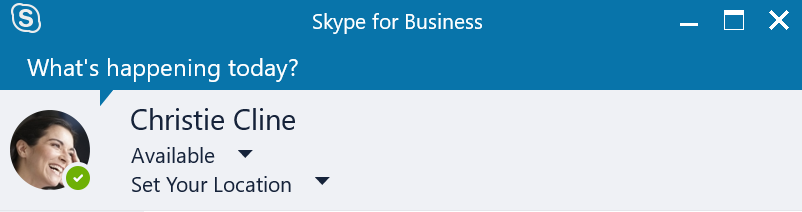 Skype for Business
What's happening today?
Christie Cline
Available
Set Your Location